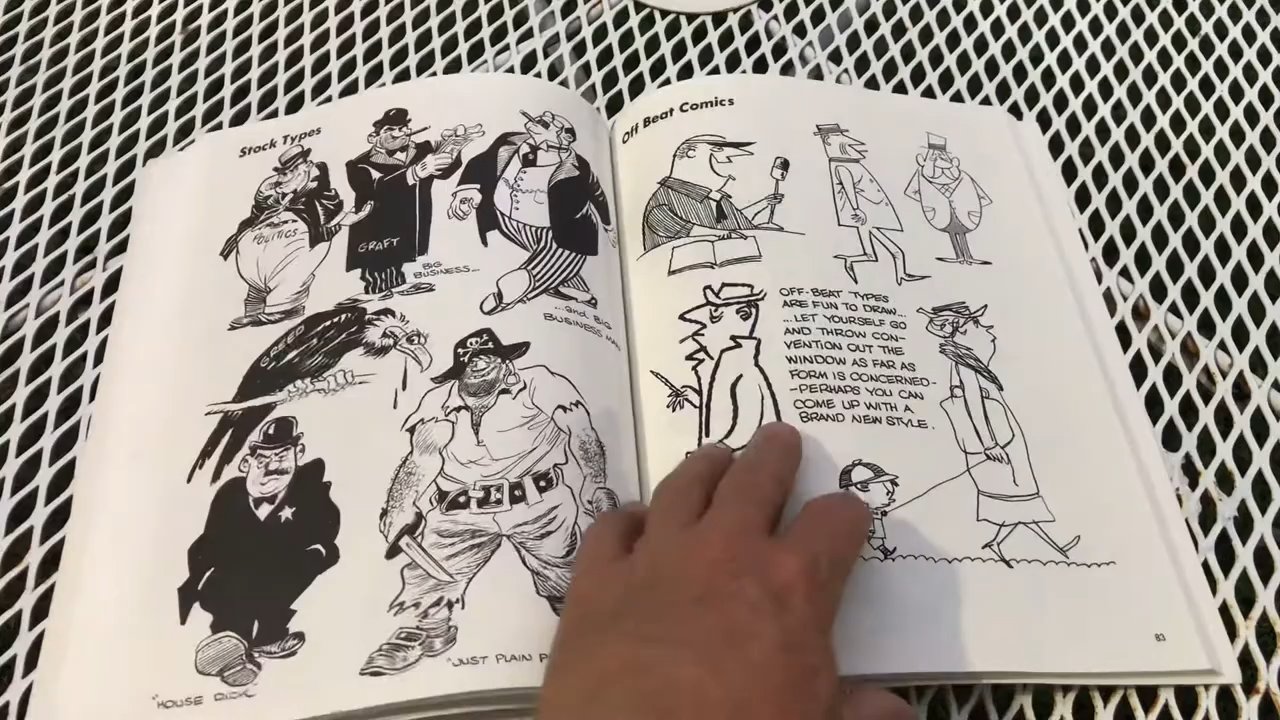 Stock Types
POLITICS
GRAFT
BIG
BUSINESS...
...and BIG
BUSINESS MAN
GREED
"HOUSE DICK"
"JUST PLAIN
Off Beat Comics
OFF-BEAT TYPES
ARE FUN TO DRAW...
...LET YOURSELF GO
AND THROW CON-
VENTION OUT THE
WINDOW AS FAR AS
FORM IS CONCERNED-
-PERHAPS YOU CAN
COME UP WITH A
BRAND NEW STYLE.
83